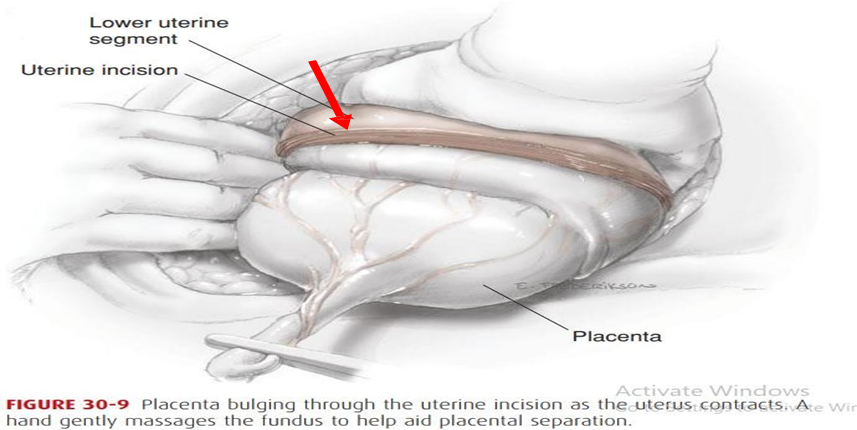 Lower uterine
segment
Uterine incision
E. FREDERIKSON
Placenta
Activate Windows
FIGURE 30-9 Placenta bulging through the uterine incision as the uterus contracts. A
hand gently massages the fundus to help aid placental separation.